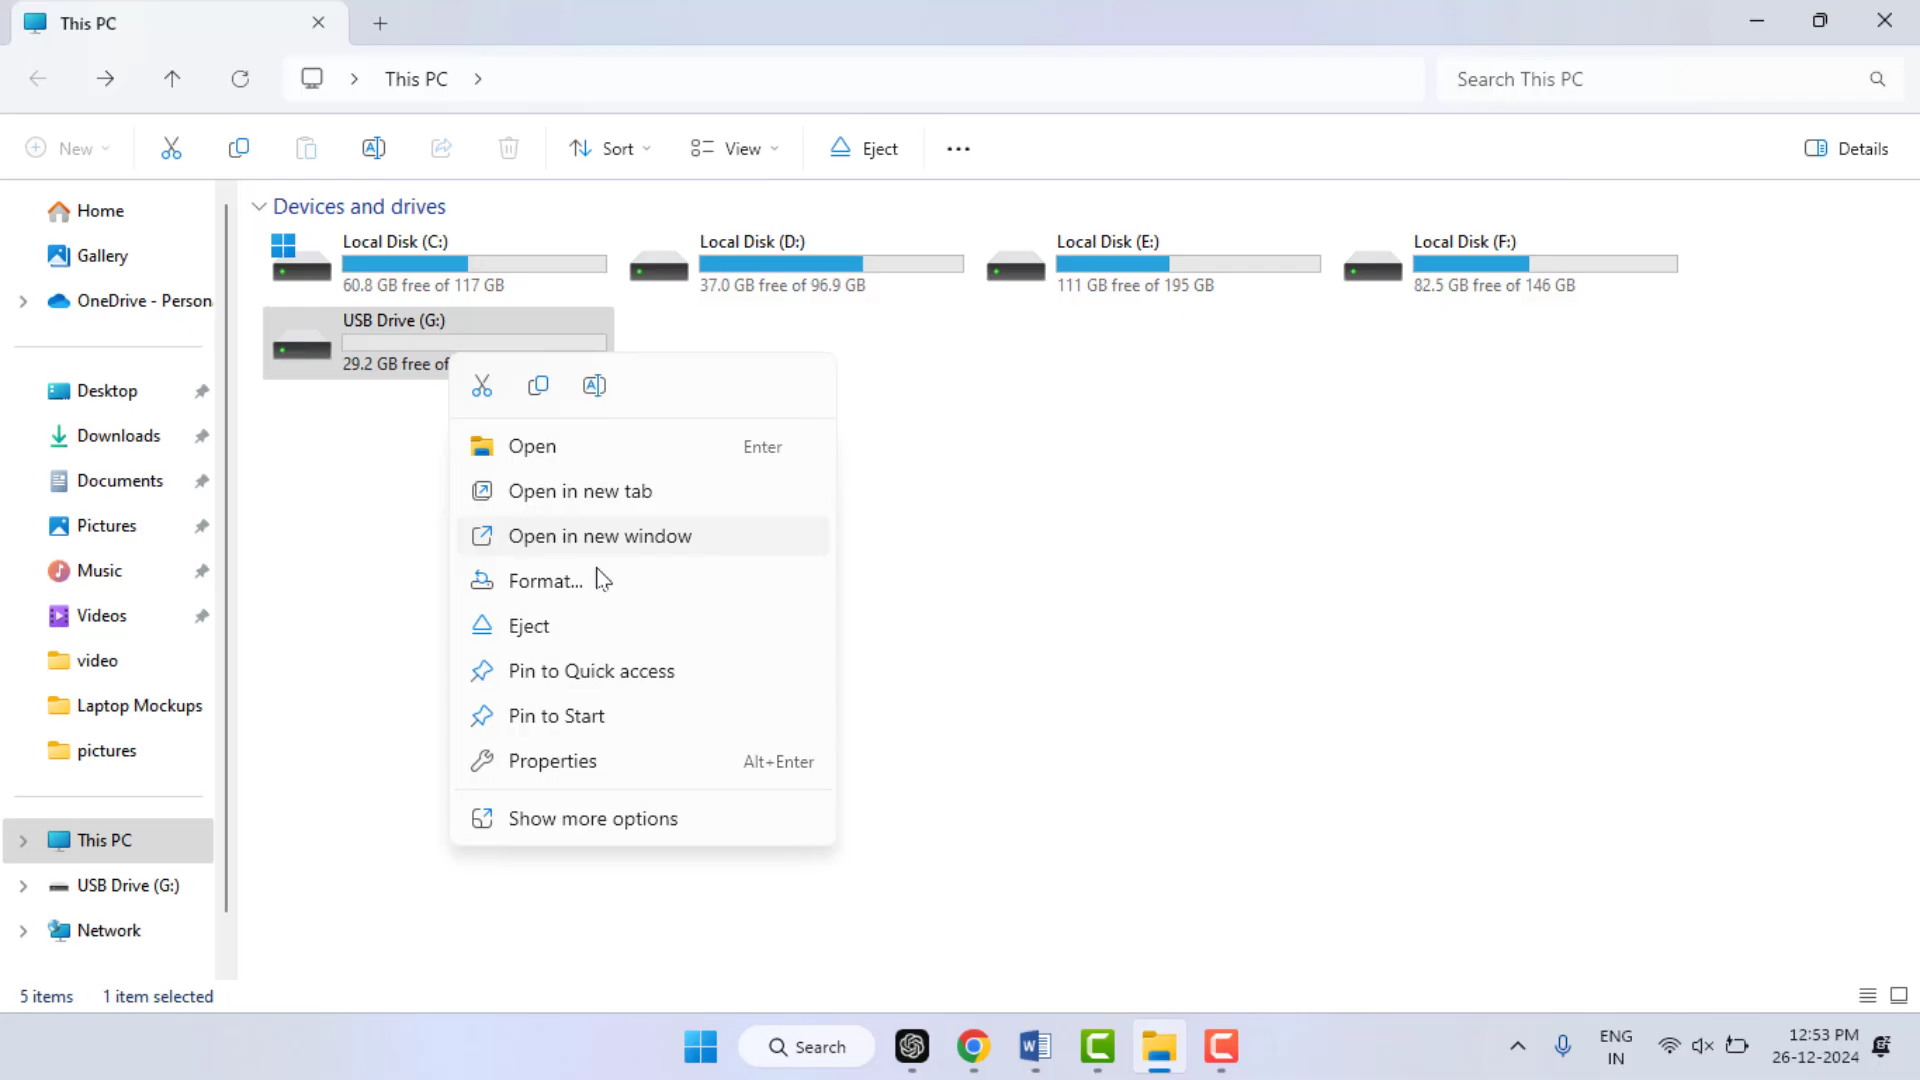 This PC
This PC
Search This PC
New
Sort
View
Eject
Details
Home
Gallery
OneDrive - Person
Desktop
Downloads
Documents
Pictures
Music
Videos
video
Laptop Mockups
pictures
This PC
USB Drive (G:)
Network
Devices and drives
Local Disk (C:)
60.8 GB free of 117 GB
Local Disk (D:)
37.0 GB free of 96.9 GB
Local Disk (E:)
111 GB free of 195 GB
Local Disk (F:)
82.5 GB free of 146 GB
USB Drive (G:)
29.2 GB free of
Open Enter
Open in new tab
Open in new window
Format...
Eject
Pin to Quick access
Pin to Start
Properties Alt+Enter
Show more options
5 items 1 item selected
Search
ENG
IN
12:53 PM
26-12-2024